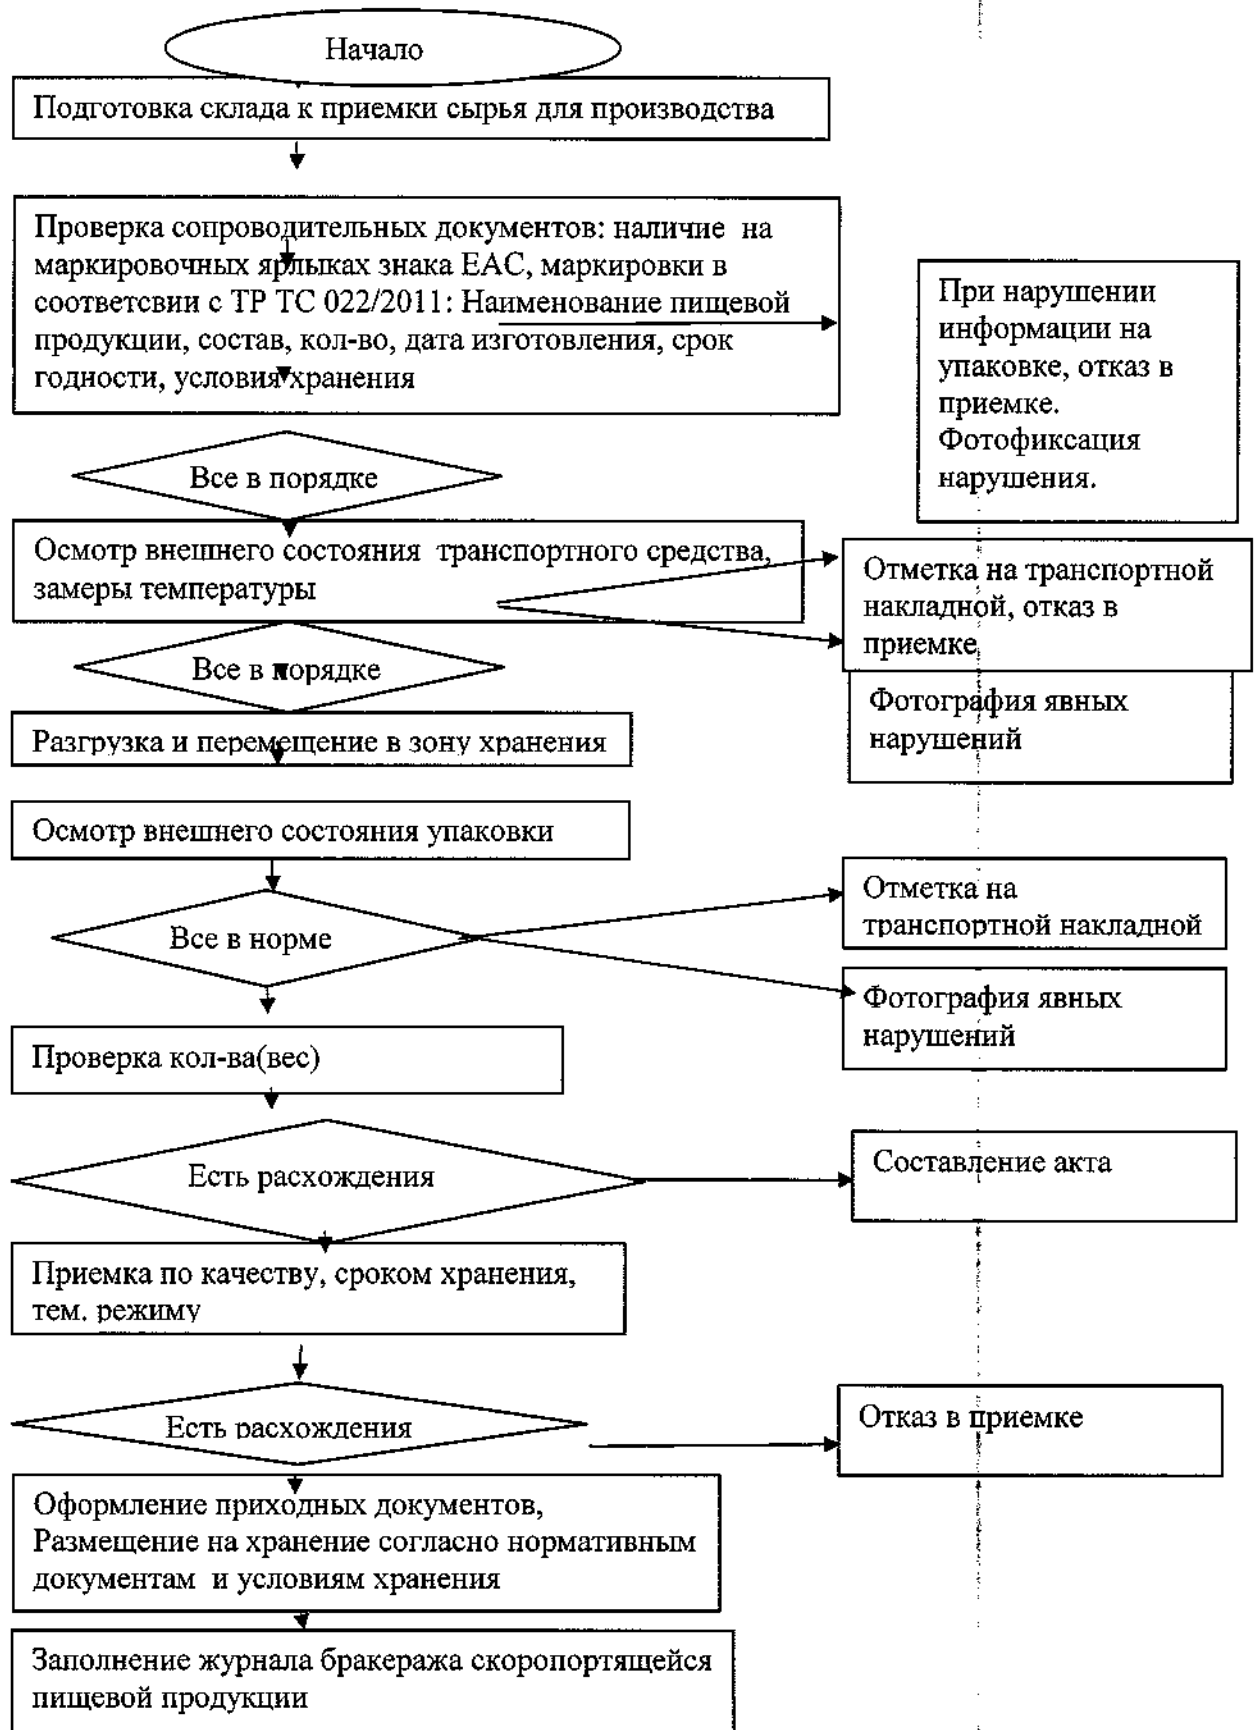 Начало
Подготовка склада к приемки сырья для производства
Проверка сопроводительных документов: наличие на
маркировочных ярлыках знака ЕАС, маркировки в
соответсвии с ТР ТС 022/2011: Наименование пищевой
продукции, состав, кол-во, дата изготовления, срок
годности, условия хранения
При нарушении
информации на
упаковке, отказ в
приемке.
Фотофиксация
нарушения.
Все в порядке
Осмотр внешнего состояния транспортного средства,
замеры температуры
Отметка на транспортной
накладной, отказ в
приемке
Все в порядке
Фотография явных
нарушений
Разгрузка и перемещение в зону хранения
Осмотр внешнего состояния упаковки
Все в норме
Отметка на
транспортной накладной
Фотография явных
нарушений
Проверка кол-ва(вес)
Есть расхождения
Составление акта
Приемка по качеству, сроком хранения,
тем. режиму
Есть расхождения
Отказ в приемке
Оформление приходных документов,
Размещение на хранение согласно нормативным
документам и условиям хранения
Заполнение журнала бракеража скоропортящейся
пищевой продукции